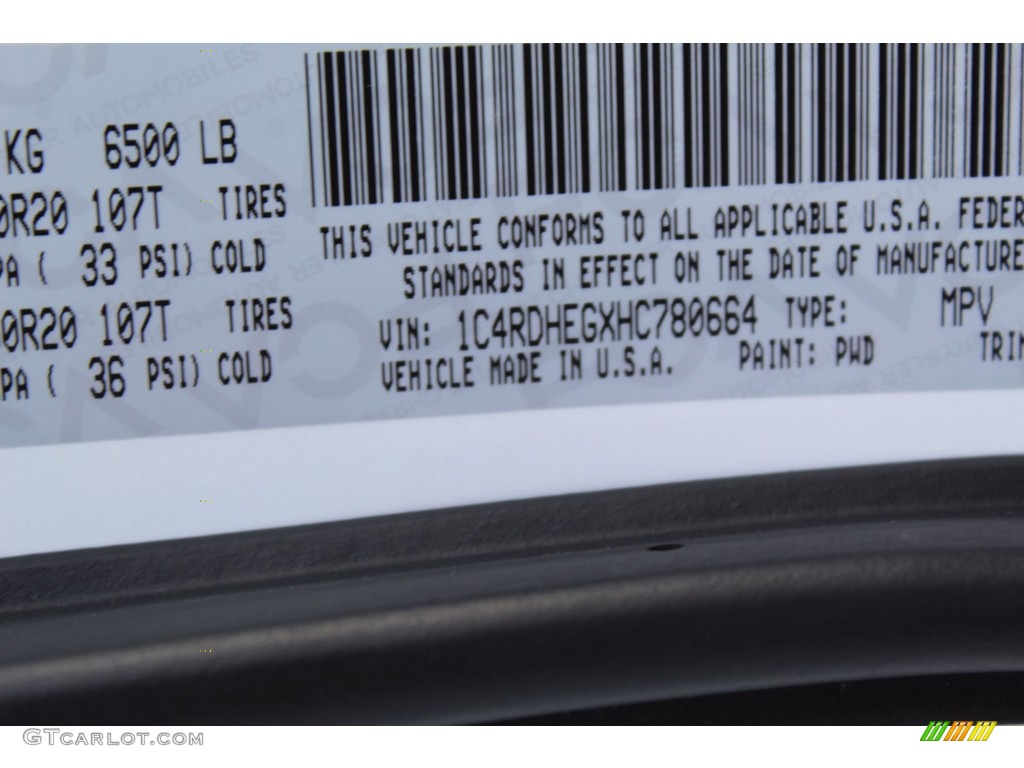 KG 6500 LB
0R20 107T TIRES
PA ( 33 PSI) COLD
0R20 107T TIRES
PA ( 36 PSI) COLD
THIS VEHICLE CONFORMS TO ALL APPLICABLE U.S.A. FEDER
STANDARDS IN EFFECT ON THE DATE OF MANUFACTURE
VIN: 1C4RDHEGXHC780664 TYPE: MPV
VEHICLE MADE IN U.S.A. PAINT: PWD TRIM
GTCARLOT.COM